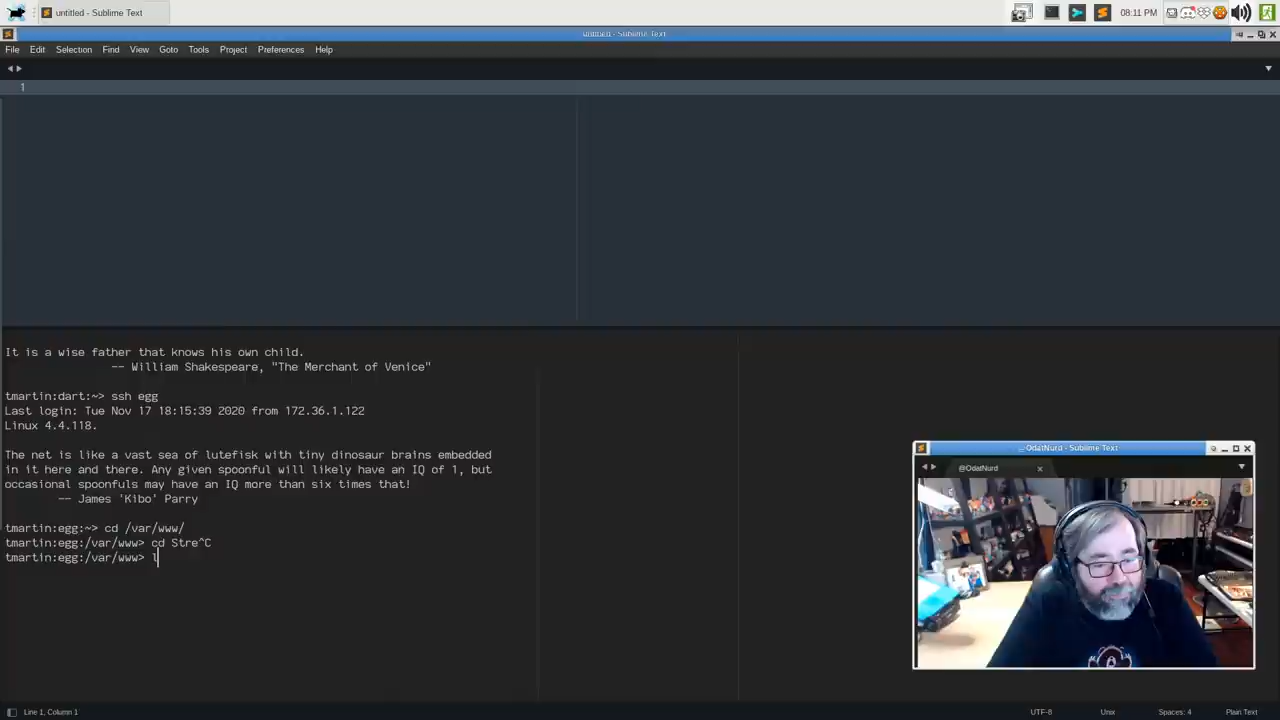 untitled - Sublime Text
08:11 PM
untitled - Sublime Text
File Edit Selection Find View Goto Tools Project Preferences Help
1
It is a wise father that knows his own child.
-- William Shakespeare, "The Merchant of Venice"
tmartin:dart:~> ssh egg
Last login: Tue Nov 17 18:15:39 2020 from 172.36.1.122
Linux 4.4.118.
The net is like a vast sea of lutefisk with tiny dinosaur brains embedded
in it here and there. Any given spoonful will likely have an IQ of 1, but
occasional spoonfuls may have an IQ more than six times that!
-- James 'Kibo' Parry
tmartin:egg:~> cd /var/www/
tmartin:egg:/var/www> cd Stre^C
tmartin:egg:/var/www> l
OdatNurd - Sublime Text
@OdatNurd
Line 1, Column 1
UTF-8 Unix Spaces: 4 Plain Text